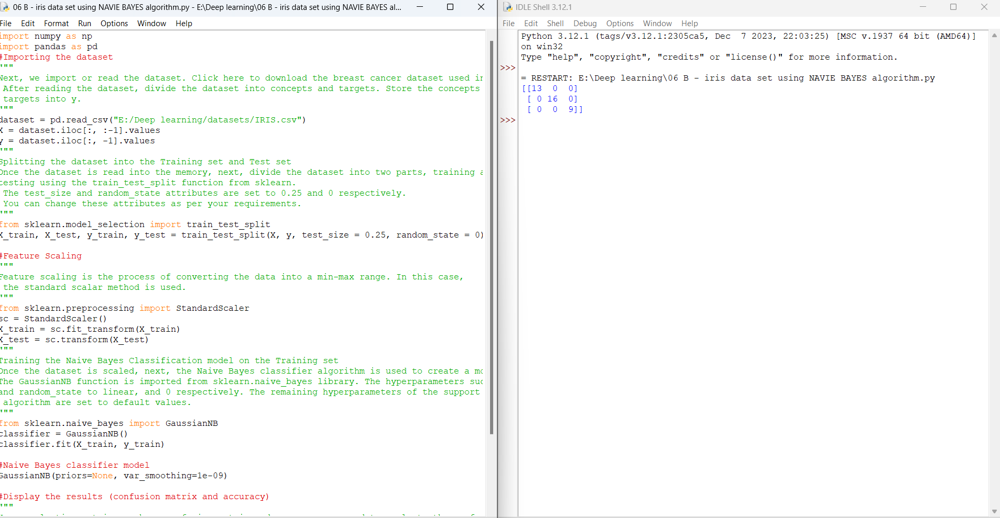 06 B - iris data set using NAVIE BAYES algorithm.py - E:\Deep learning\06 B - iris data set using NAVIE BAYES al...
File Edit Format Run Options Window Help
import numpy as np
import pandas as pd
#Importing the dataset
"""
Next, we import or read the dataset. Click here to download the breast cancer dataset used in
After reading the dataset, divide the dataset into concepts and targets. Store the concepts
targets into y.
"""
dataset = pd.read_csv("E:/Deep learning/datasets/IRIS.csv")
X = dataset.iloc[:, :-1].values
y = dataset.iloc[:, -1].values
"""
Splitting the dataset into the Training set and Test set
Once the dataset is read into the memory, next, divide the dataset into two parts, training a
testing using the train_test_split function from sklearn.
The test_size and random_state attributes are set to 0.25 and 0 respectively.
You can change these attributes as per your requirements.
"""
from sklearn.model_selection import train_test_split
X_train, X_test, y_train, y_test = train_test_split(X, y, test_size = 0.25, random_state = 0)
#Feature Scaling
"""
Feature scaling is the process of converting the data into a min-max range. In this case,
the standard scalar method is used.
"""
from sklearn.preprocessing import StandardScaler
sc = StandardScaler()
X_train = sc.fit_transform(X_train)
X_test = sc.transform(X_test)
"""
Training the Naive Bayes Classification model on the Training set
Once the dataset is scaled, next, the Naive Bayes classifier algorithm is used to create a mo
The GaussianNB function is imported from sklearn.naive_bayes library. The hyperparameters suc
and random_state to linear, and 0 respectively. The remaining hyperparameters of the support
algorithm are set to default values.
"""
from sklearn.naive_bayes import GaussianNB
classifier = GaussianNB()
classifier.fit(X_train, y_train)
#Naive Bayes classifier model
GaussianNB(priors=None, var_smoothing=1e-09)
#Display the results (confusion matrix and accuracy)
"""
IDLE Shell 3.12.1
File Edit Shell Debug Options Window Help
Python 3.12.1 (tags/v3.12.1:2305ca5, Dec  7 2023, 22:03:25) [MSC v.1937 64 bit (AMD64)]
on win32
Type "help", "copyright", "credits" or "license()" for more information.
>>>
= RESTART: E:\Deep learning\06 B - iris data set using NAVIE BAYES algorithm.py
[[13  0  0]
[ 0 16  0]
[ 0  0  9]]
>>>